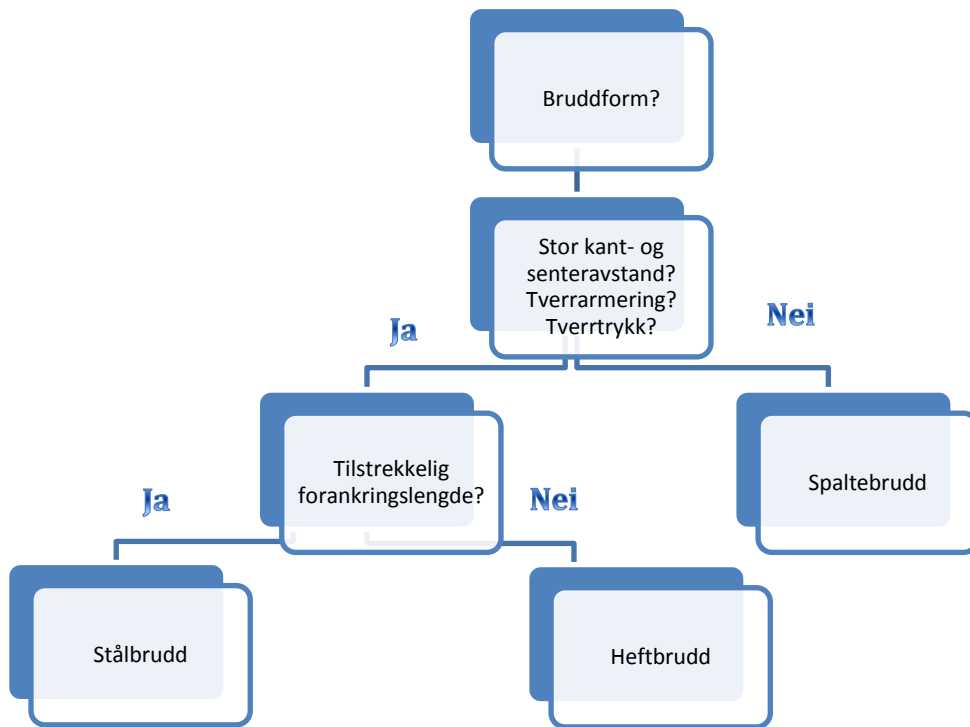 Bruddform?
Stor kant- og
senteravstand?
Tverrarmering?
Tverrtrykk?
Ja
Nei
Tilstrekkelig
forankringslengde?
Spaltebrudd
Ja
Nei
Stålbrudd
Heftbrudd